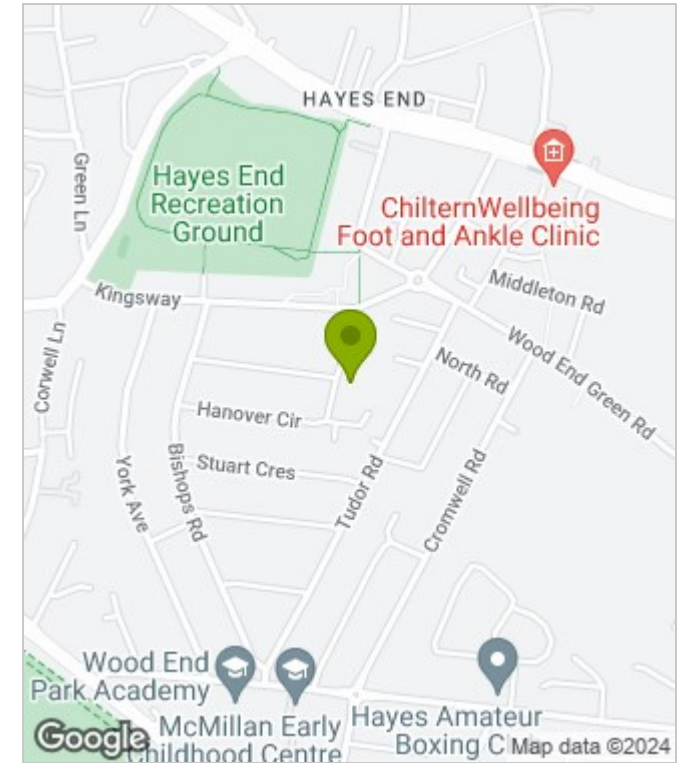 HAYES END
Green Ln
Hayes End
Recreation
Ground
ChilternWellbeing
Foot and Ankle Clinic
Kingsway
Middleton Rd
Corwell Ln
Wood End Green Rd
North Rd
Hanover Cir
Stuart Cres
York Ave
Bishops Rd
Tudor Rd
Cromwell Rd
Wood End
Park Academy
McMillan Early
Childhood Centre
Hayes Amateur
Boxing C
Google
Map data ©2024